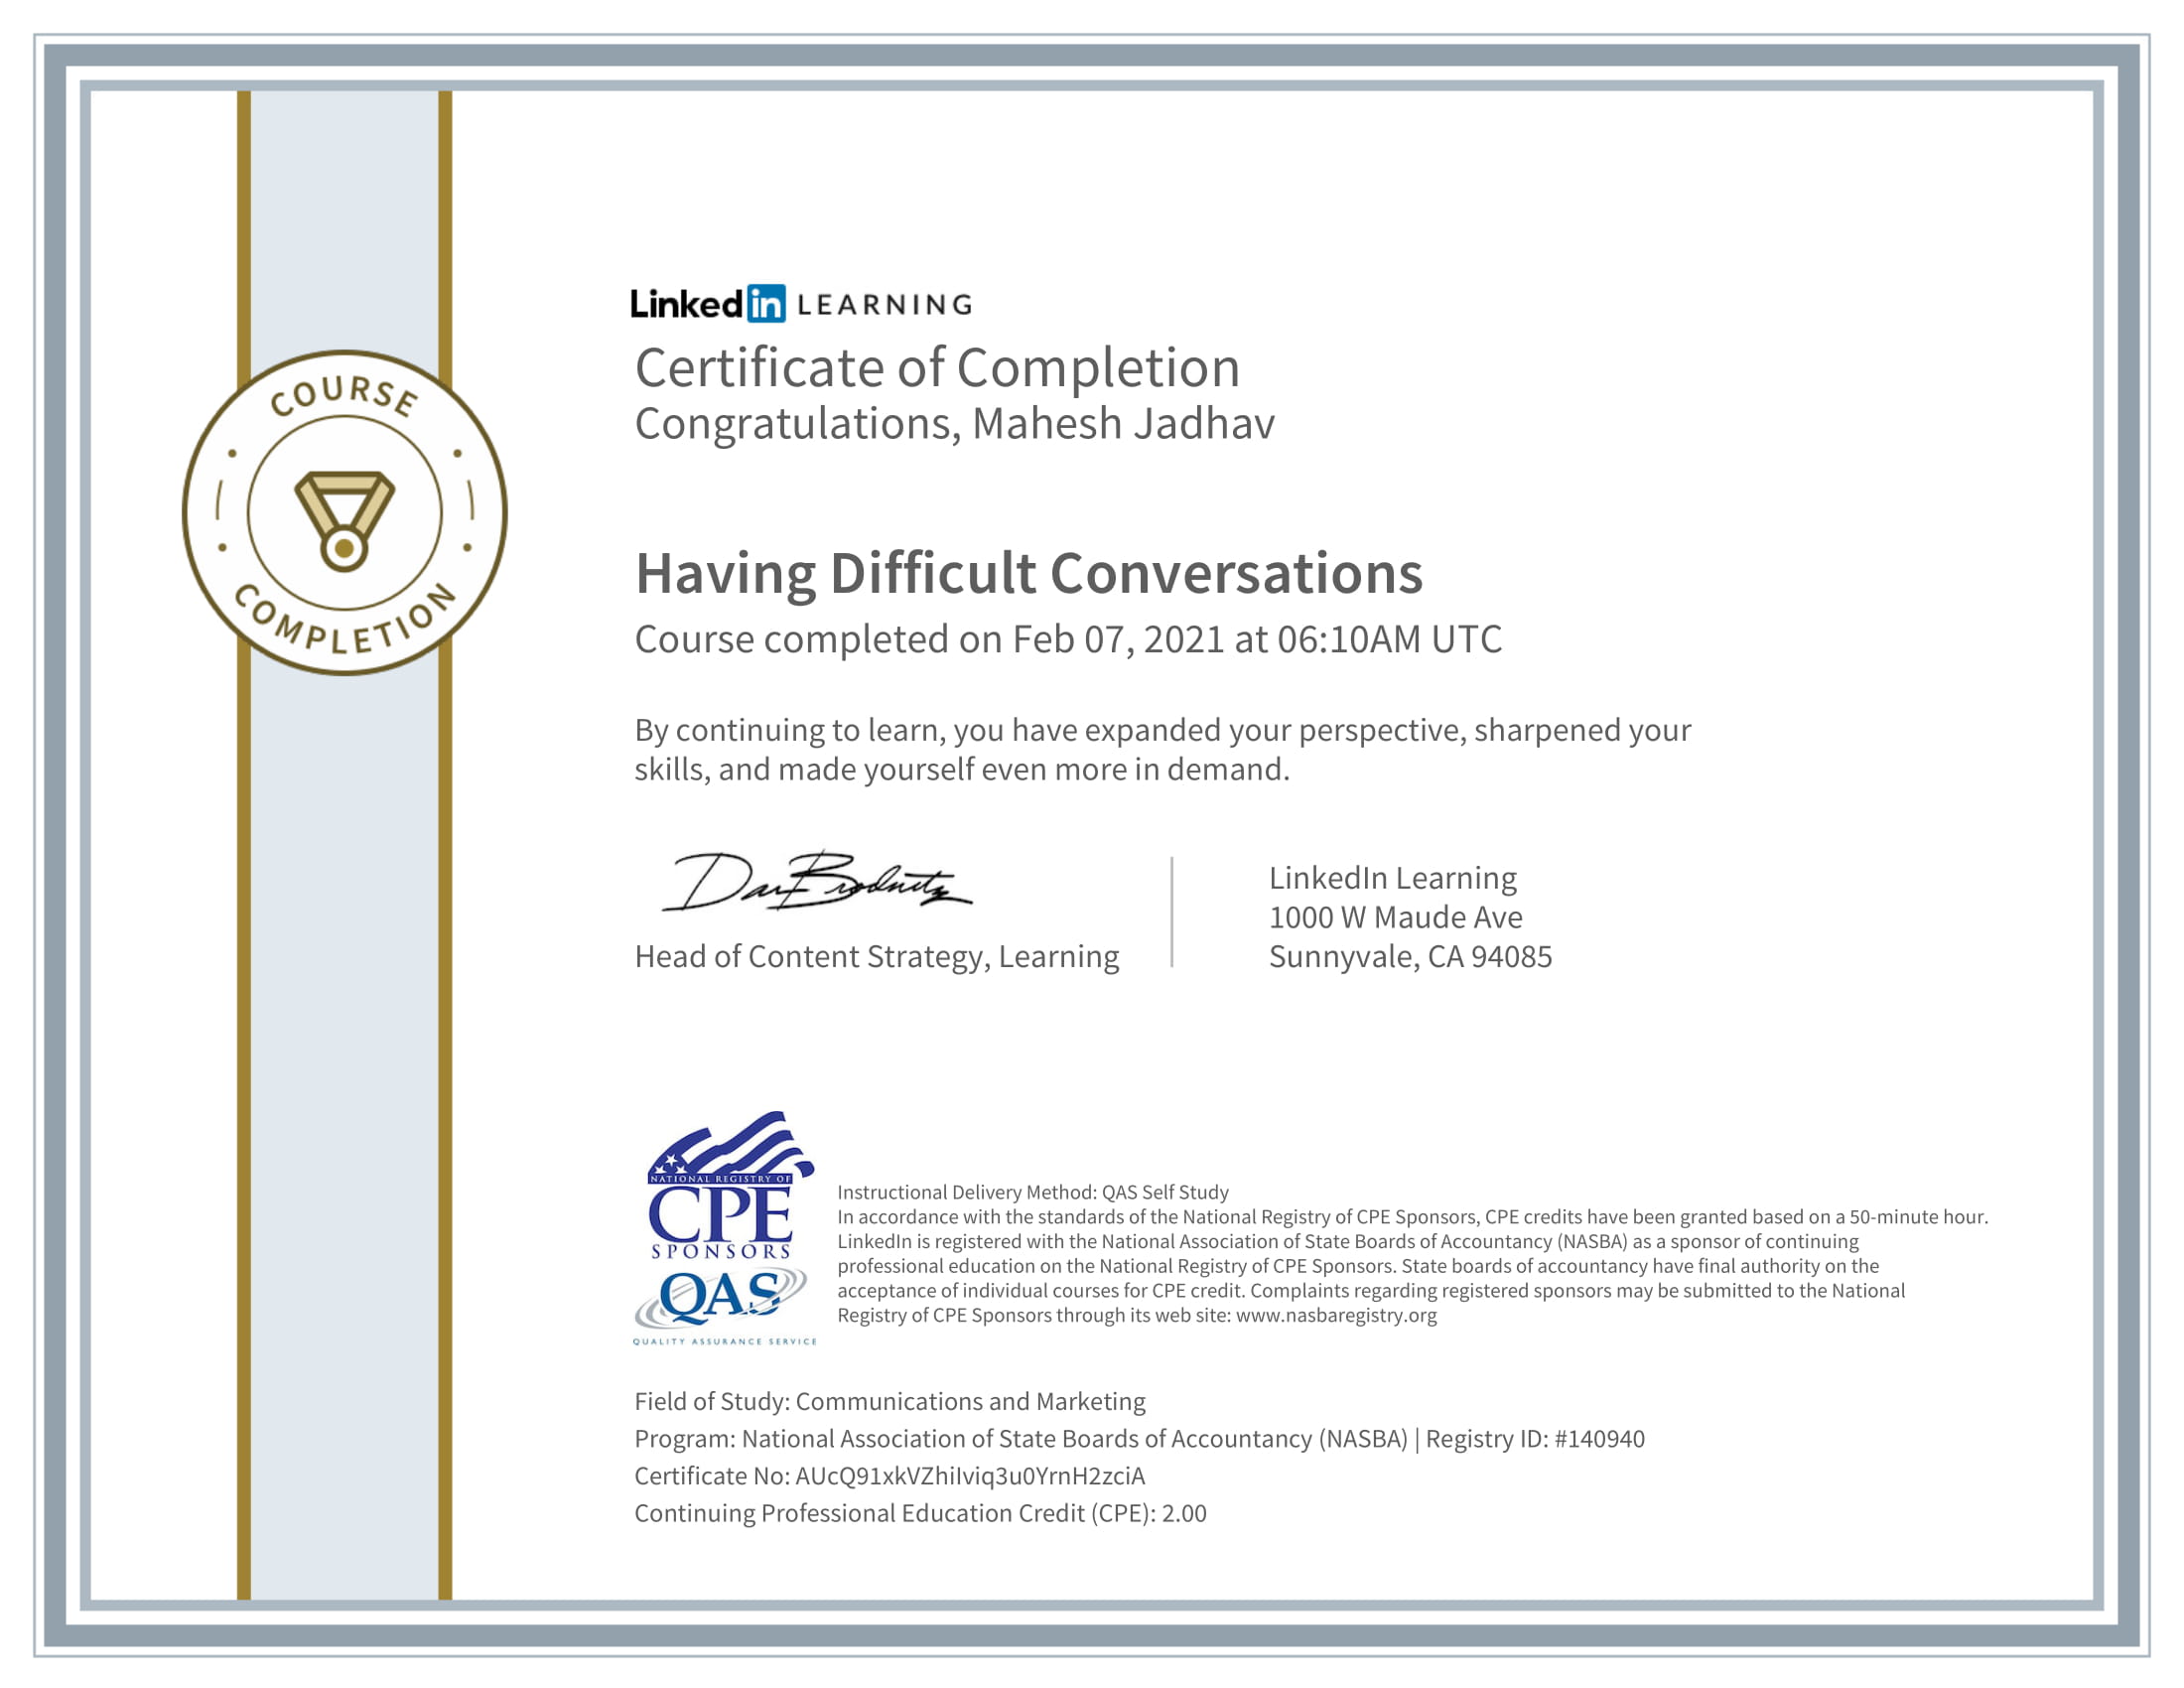 COURSE
COMPLETION
Linked in LEARNING
Certificate of Completion
Congratulations, Mahesh Jadhav
Having Difficult Conversations
Course completed on Feb 07, 2021 at 06:10AM UTC
By continuing to learn, you have expanded your perspective, sharpened your
skills, and made yourself even more in demand.
Head of Content Strategy, Learning
LinkedIn Learning
1000 W Maude Ave
Sunnyvale, CA 94085
NATIONAL REGISTRY OF
CPE
SPONSORS
QAS
QUALITY ASSURANCE SERVICE
Instructional Delivery Method: QAS Self Study
In accordance with the standards of the National Registry of CPE Sponsors, CPE credits have been granted based on a 50-minute hour.
LinkedIn is registered with the National Association of State Boards of Accountancy (NASBA) as a sponsor of continuing
professional education on the National Registry of CPE Sponsors. State boards of accountancy have final authority on the
acceptance of individual courses for CPE credit. Complaints regarding registered sponsors may be submitted to the National
Registry of CPE Sponsors through its web site: www.nasbaregistry.org
Field of Study: Communications and Marketing
Program: National Association of State Boards of Accountancy (NASBA) | Registry ID: #140940
Certificate No: AUcQ91xkVZhiIviq3u0YrnH2zciA
Continuing Professional Education Credit (CPE): 2.00